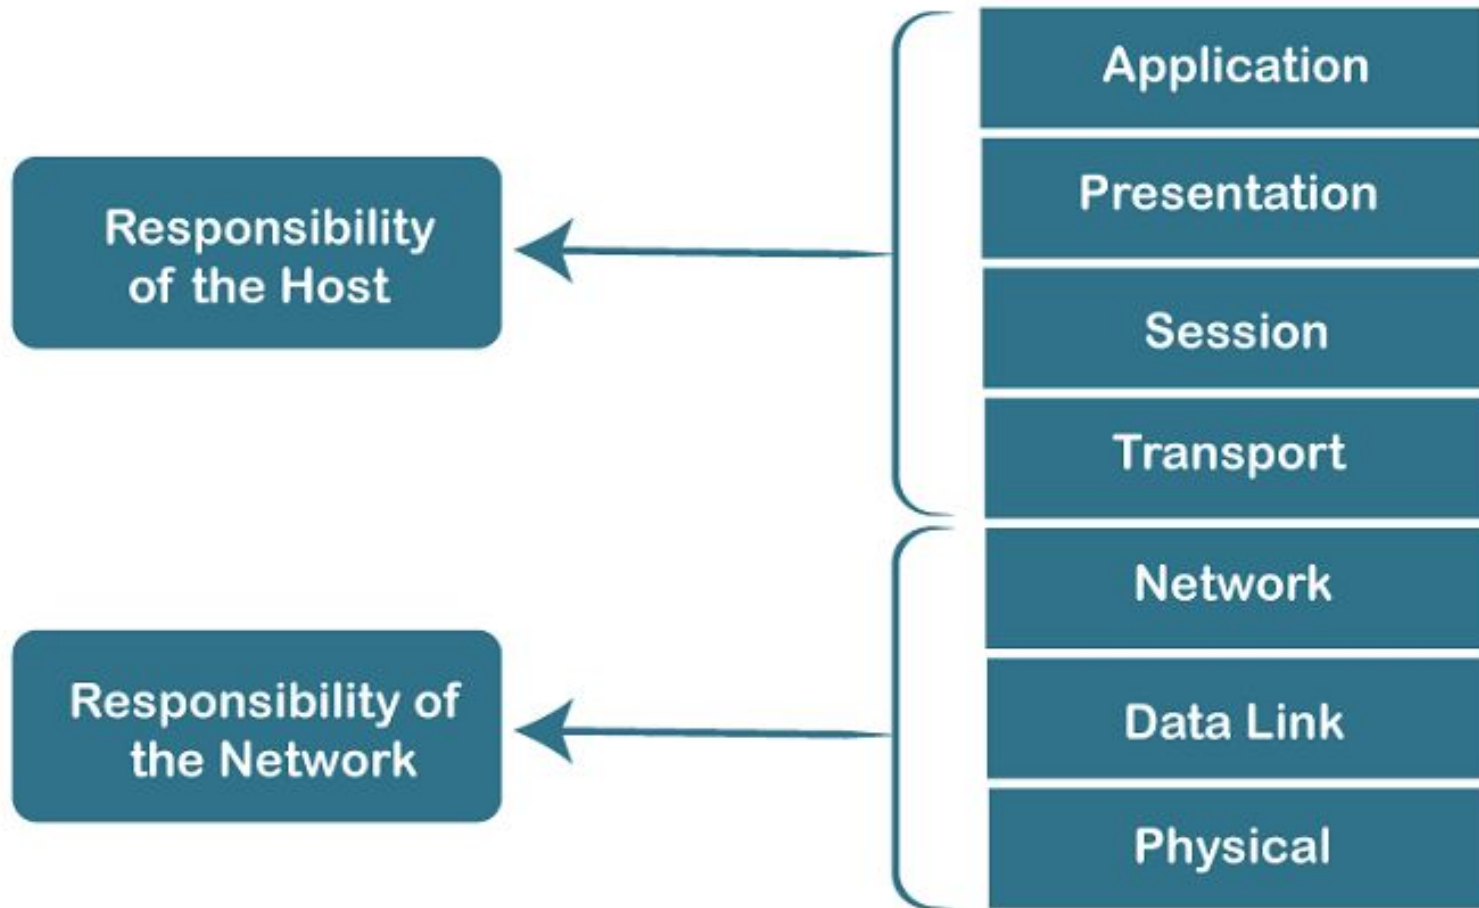 Application
Presentation
Responsibility
of the Host
Session
Transport
Network
Responsibility of
the Network
Data Link
Physical